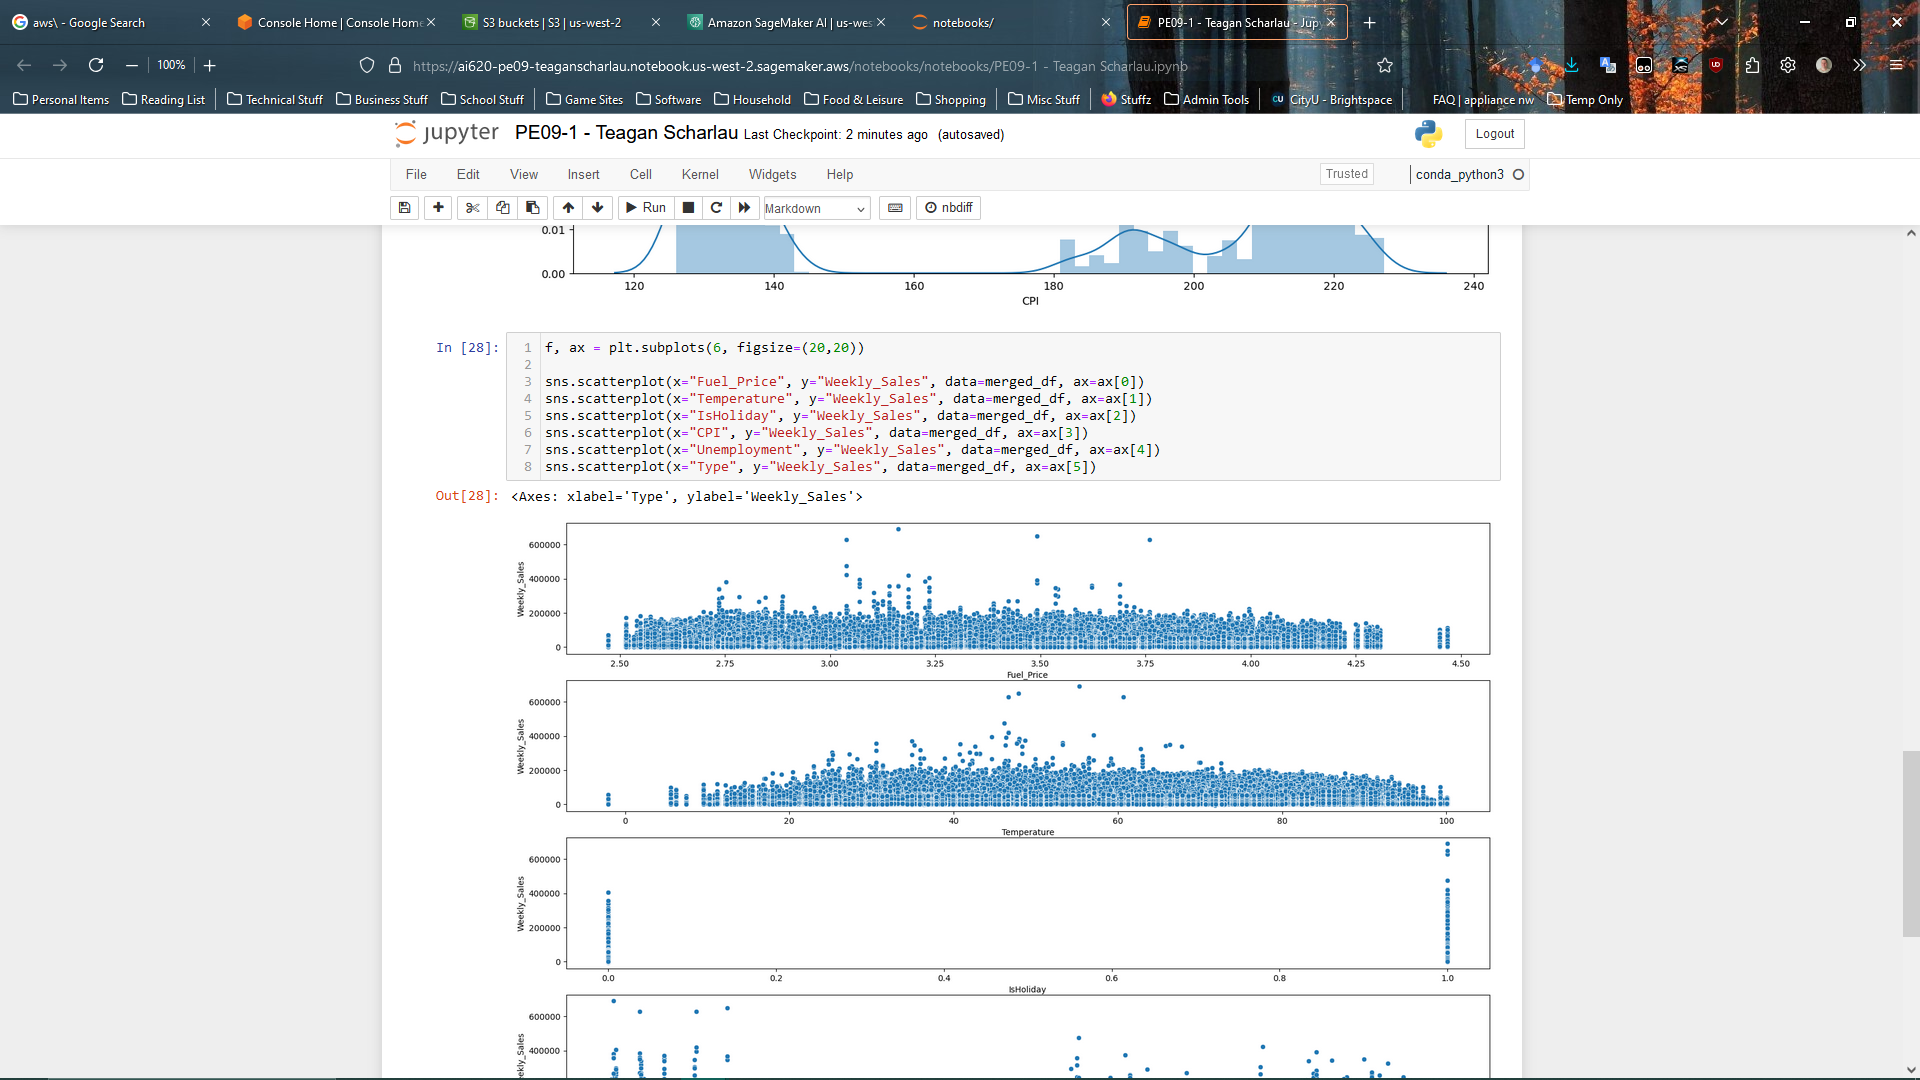 aws\ - Google Search
Console Home | Console Home
S3 buckets | S3 | us-west-2
Amazon SageMaker AI | us-wes
notebooks/
PE09-1 - Teagan Scharlau - Jup
100%
https://ai620-pe09-teaganscharlau.notebook.us-west-2.sagemaker.aws/notebooks/notebooks/PE09-1 - Teagan Scharlau.ipynb
Personal Items
Reading List
Technical Stuff
Business Stuff
School Stuff
Game Sites
Software
Household
Food & Leisure
Shopping
Misc Stuff
Stuffz
Admin Tools
CU CityU - Brightspace
FAQ | appliance nw
Temp Only
jupyter PE09-1 - Teagan Scharlau Last Checkpoint: 2 minutes ago (autosaved)
Logout
File Edit View Insert Cell Kernel Widgets Help
Trusted
conda_python3
Run
Markdown
nbdiff
0.01
0.00
120 140 160 180 200 220 240
CPI
In [28]:
1 f, ax = plt.subplots(6, figsize=(20,20))
2
3 sns.scatterplot(x="Fuel_Price", y="Weekly_Sales", data=merged_df, ax=ax[0])
4 sns.scatterplot(x="Temperature", y="Weekly_Sales", data=merged_df, ax=ax[1])
5 sns.scatterplot(x="IsHoliday", y="Weekly_Sales", data=merged_df, ax=ax[2])
6 sns.scatterplot(x="CPI", y="Weekly_Sales", data=merged_df, ax=ax[3])
7 sns.scatterplot(x="Unemployment", y="Weekly_Sales", data=merged_df, ax=ax[4])
8 sns.scatterplot(x="Type", y="Weekly_Sales", data=merged_df, ax=ax[5])
Out[28]: <Axes: xlabel='Type', ylabel='Weekly_Sales'>
600000
400000
200000
0
Weekly_Sales
2.50 2.75 3.00 3.25 3.50 3.75 4.00 4.25 4.50
Fuel_Price
600000
400000
200000
0
Weekly_Sales
0 20 40 60 80 100
Temperature
600000
400000
200000
0
Weekly_Sales
0.0 0.2 0.4 0.6 0.8 1.0
IsHoliday
600000
400000
ekly_Sales